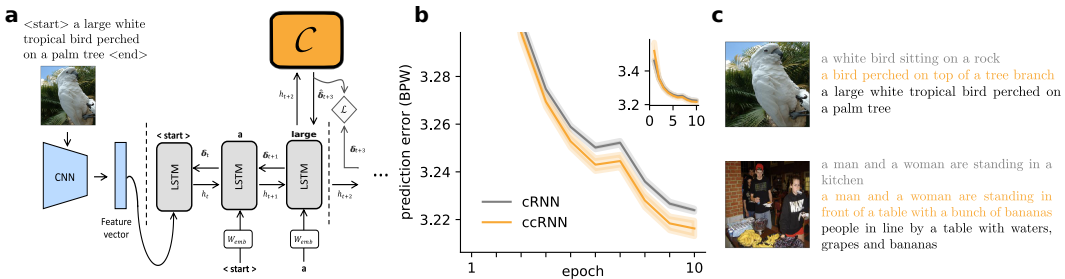 a
<start> a large white
tropical bird perched
on a palm tree <end>
CNN
Feature
vector
<start>
a
large
LSTM
LSTM
LSTM
h_t
h_{t+1}
h_{t+2}
h_{t+2}
δ_t
δ_{t+1}
δ̂_{t+3}
δ_{t+3}
C
L
...
W_emb
W_emb
<start>
a
b
prediction error (BPW)
3.28
3.26
3.24
3.22
cRNN
ccRNN
1
epoch
10
3.4
3.2
0
5
10
c
a white bird sitting on a rock
a bird perched on top of a tree branch
a large white tropical bird perched on
a palm tree
a man and a woman are standing in a
kitchen
a man and a woman are standing in
front of a table with a bunch of bananas
people in line by a table with waters,
grapes and bananas